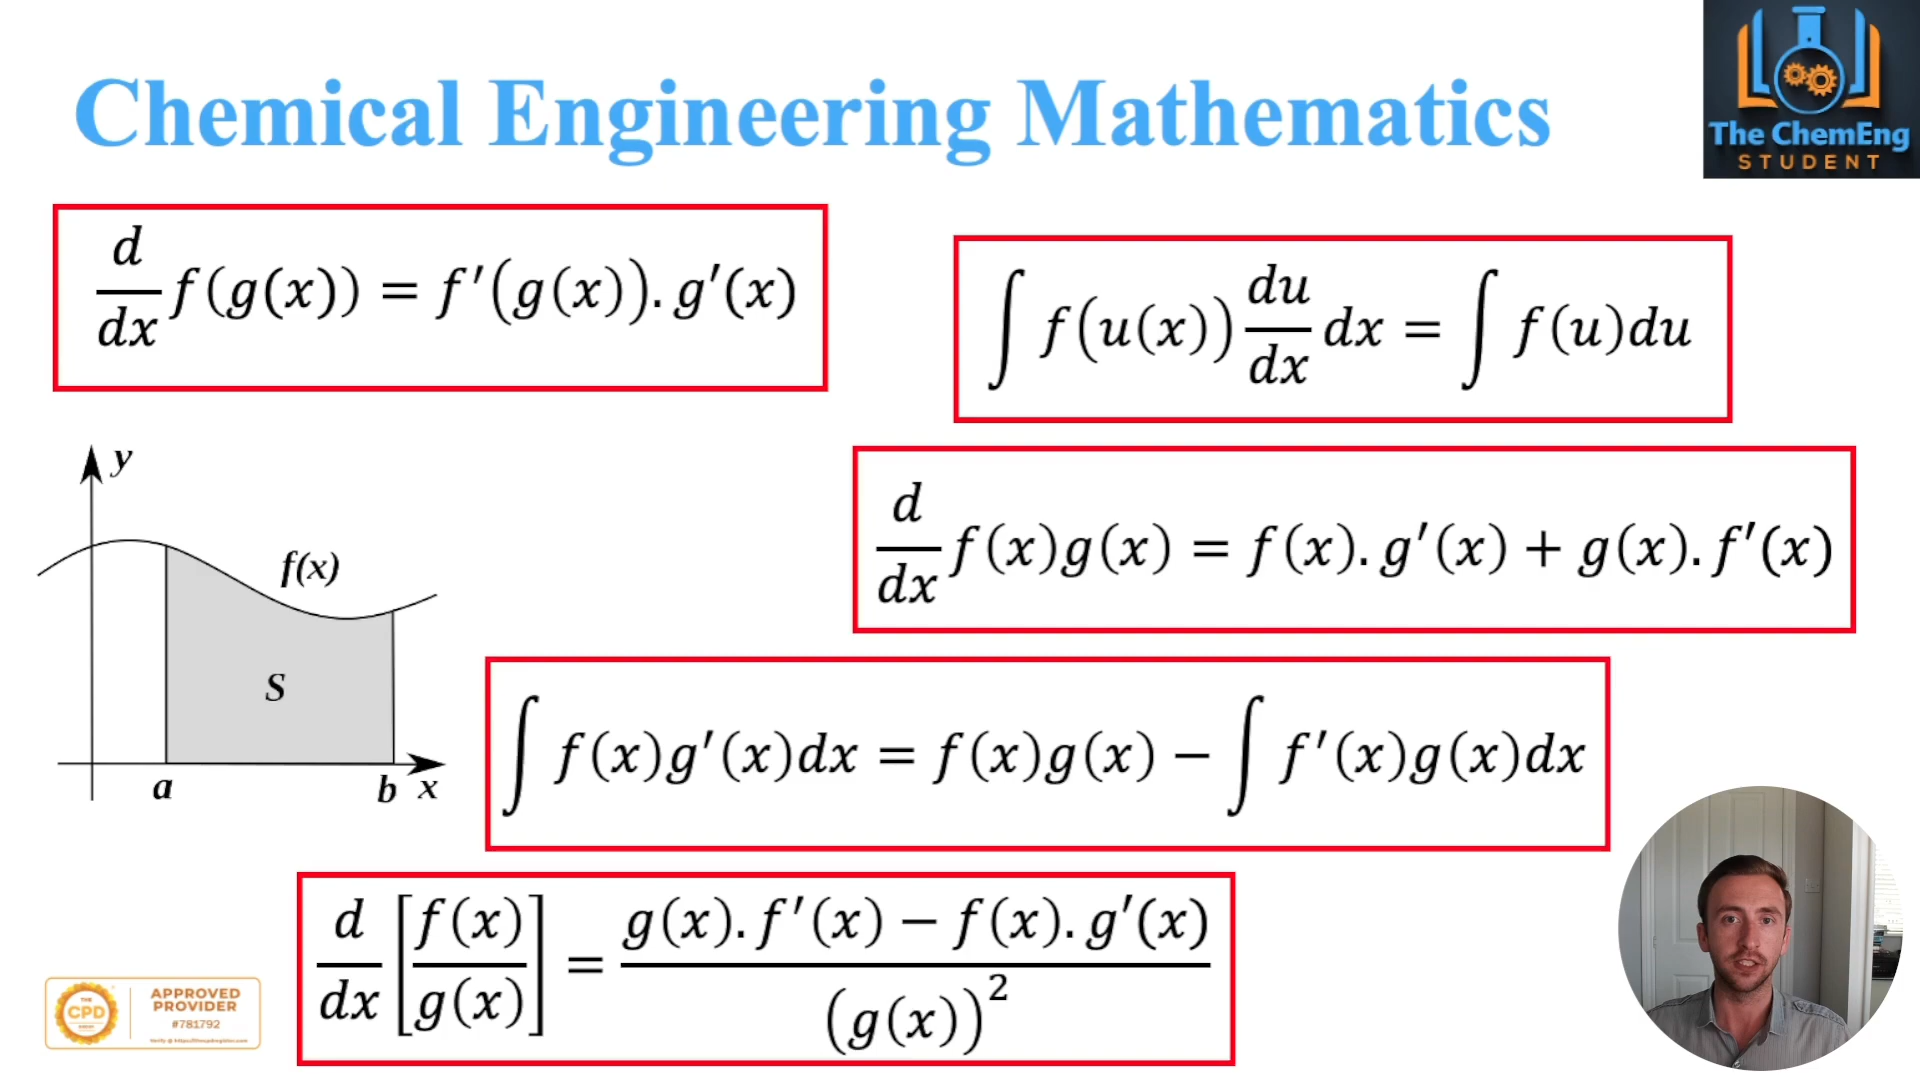 Chemical Engineering Mathematics
The ChemEng
STUDENT
d/dx f(g(x)) = f′(g(x)). g′(x)
∫ f(u(x)) du/dx dx = ∫ f(u)du
y
f(x)
S
a
b
x
d/dx f(x)g(x) = f(x). g′(x) + g(x). f′(x)
∫ f(x)g′(x)dx = f(x)g(x) − ∫ f′(x)g(x)dx
d/dx [f(x)/g(x)] = (g(x). f′(x) − f(x). g′(x))/(g(x))²
THE
CPD
APPROVED
PROVIDER
#781792